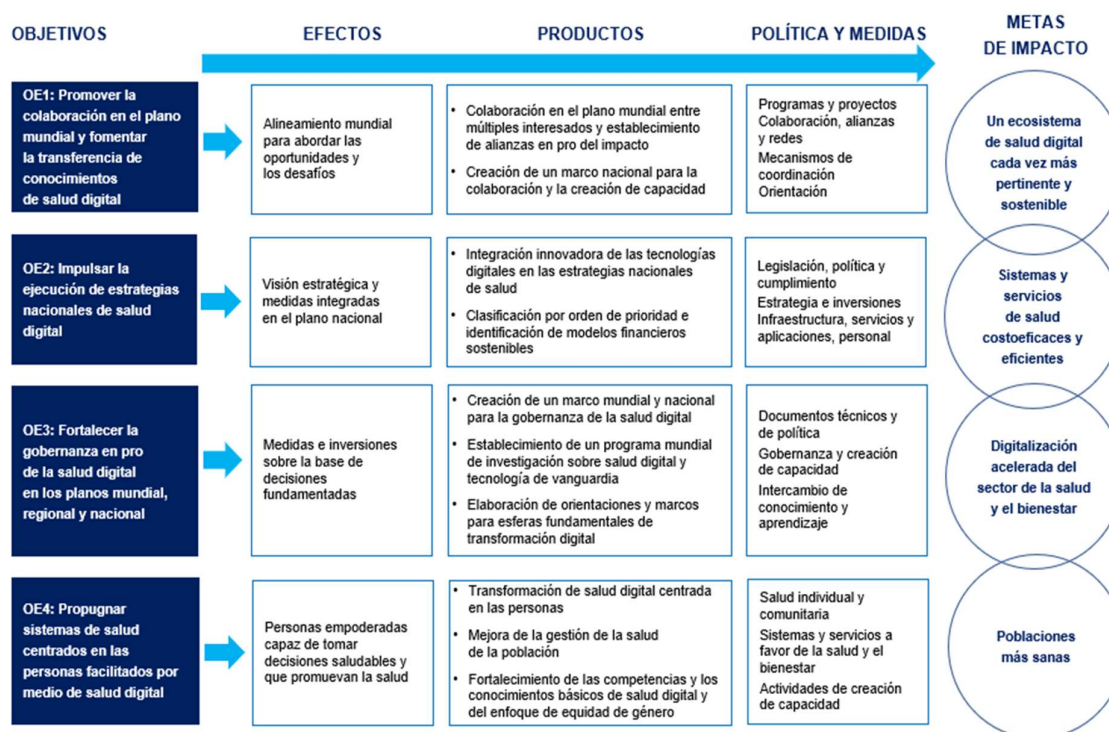 OBJETIVOS
EFECTOS
PRODUCTOS
POLÍTICA Y MEDIDAS
METAS
DE IMPACTO
OE1: Promover la
colaboración en el plano
mundial y fomentar
la transferencia de
conocimientos
de salud digital
Alineamiento mundial
para abordar las
oportunidades y
los desafíos
• Colaboración en el plano mundial entre
múltiples interesados y establecimiento
de alianzas en pro del impacto
• Creación de un marco nacional para la
colaboración y la creación de capacidad
Programas y proyectos
Colaboración, alianzas
y redes
Mecanismos de
coordinación
Orientación
Un ecosistema
de salud digital
cada vez más
pertinente y
sostenible
OE2: Impulsar la
ejecución de estrategias
nacionales de salud
digital
Visión estratégica y
medidas integradas
en el plano nacional
• Integración innovadora de las tecnologías
digitales en las estrategias nacionales
de salud
• Clasificación por orden de prioridad e
identificación de modelos financieros
sostenibles
Legislación, política y
cumplimiento
Estrategia e inversiones
Infraestructura, servicios y
aplicaciones, personal
Sistemas y
servicios
de salud
costoeficaces y
eficientes
OE3: Fortalecer la
gobernanza en pro
de la salud digital
en los planos mundial,
regional y nacional
Medidas e inversiones
sobre la base de
decisiones
fundamentadas
• Creación de un marco mundial y nacional
para la gobernanza de la salud digital
• Establecimiento de un programa mundial
de investigación sobre salud digital y
tecnología de vanguardia
• Elaboración de orientaciones y marcos
para esferas fundamentales de
transformación digital
Documentos técnicos y
de política
Gobernanza y creación
de capacidad
Intercambio de
conocimiento y
aprendizaje
Digitalización
acelerada del
sector de la salud
y el bienestar
OE4: Propugnar
sistemas de salud
centrados en las
personas facilitados por
medio de salud digital
Personas empoderadas
capaz de tomar
decisiones saludables y
que promuevan la salud
• Transformación de salud digital centrada
en las personas
• Mejora de la gestión de la salud
de la población
• Fortalecimiento de las competencias y los
conocimientos básicos de salud digital y
del enfoque de equidad de género
Salud individual y
comunitaria
Sistemas y servicios a
favor de la salud y el
bienestar
Actividades de creación
de capacidad
Poblaciones
más sanas